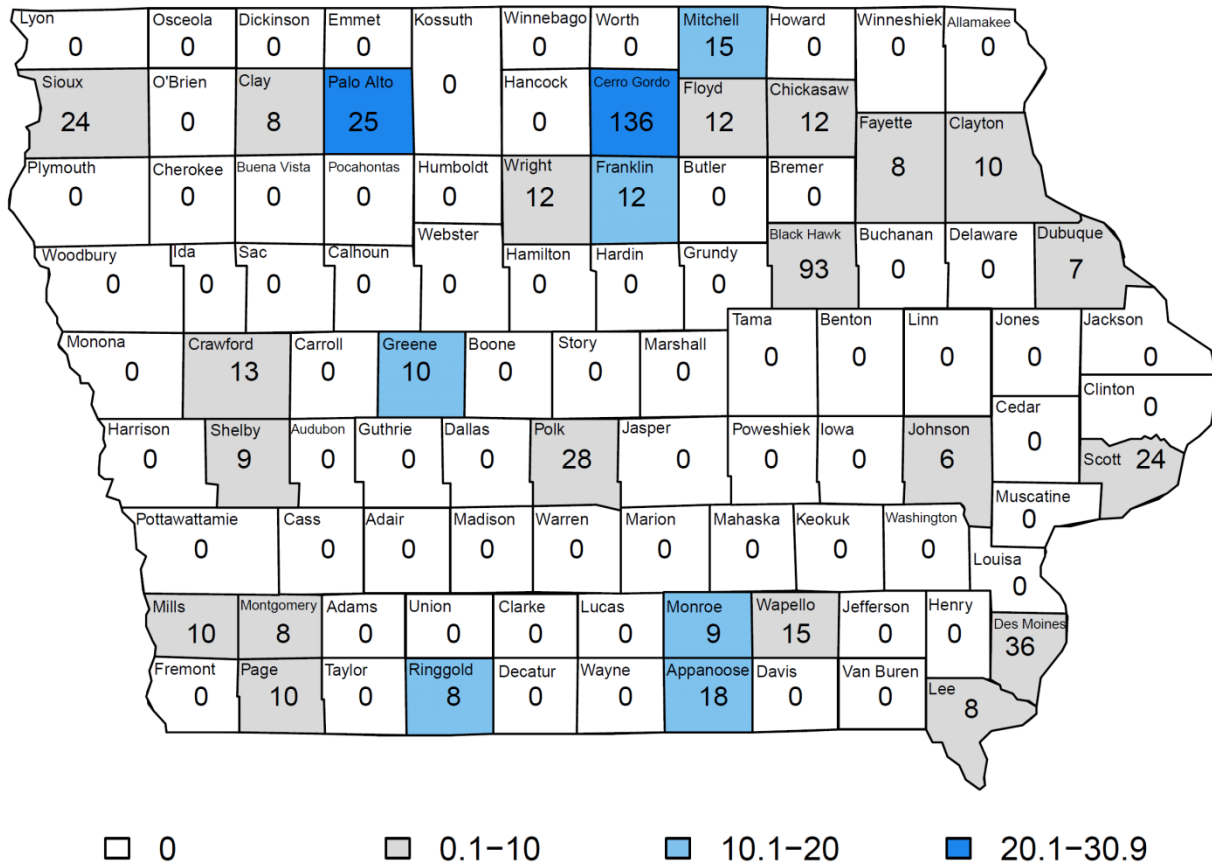 Lyon Osceola Dickinson Emmet Kossuth Winnebago Worth Mitchell Howard Winneshiek Allamakee
0 0 0 0 0 0 0 15 0 0 0
Sioux O'Brien Clay Palo Alto Hancock Cerro Gordo Floyd Chickasaw Fayette Clayton
24 0 8 25 0 136 12 12 8 10
Plymouth Cherokee Buena Vista Pocahontas Humboldt Wright Franklin Butler Bremer
0 0 0 0 0 12 12 0 0
Woodbury Ida Sac Calhoun Webster Hamilton Hardin Grundy Black Hawk Buchanan Delaware Dubuque
0 0 0 0 0 0 0 0 93 0 0 7
Monona Crawford Carroll Greene Boone Story Marshall Tama Benton Linn Jones Jackson
0 13 0 10 0 0 0 0 0 0 0 0
Clinton
0
Harrison Shelby Audubon Guthrie Dallas Polk Jasper Poweshiek Iowa Johnson Cedar Scott 24
0 9 0 0 0 28 0 0 0 6 0
Muscatine
0
Pottawattamie Cass Adair Madison Warren Marion Mahaska Keokuk Washington
0 0 0 0 0 0 0 0 0
Louisa
0
Mills Montgomery Adams Union Clarke Lucas Monroe Wapello Jefferson Henry Des Moines
10 8 0 0 0 0 9 15 0 0 36
Fremont Page Taylor Ringgold Decatur Wayne Appanoose Davis Van Buren Lee
0 10 0 8 0 0 18 0 0 8
0 0.1−10 10.1−20 20.1−30.9